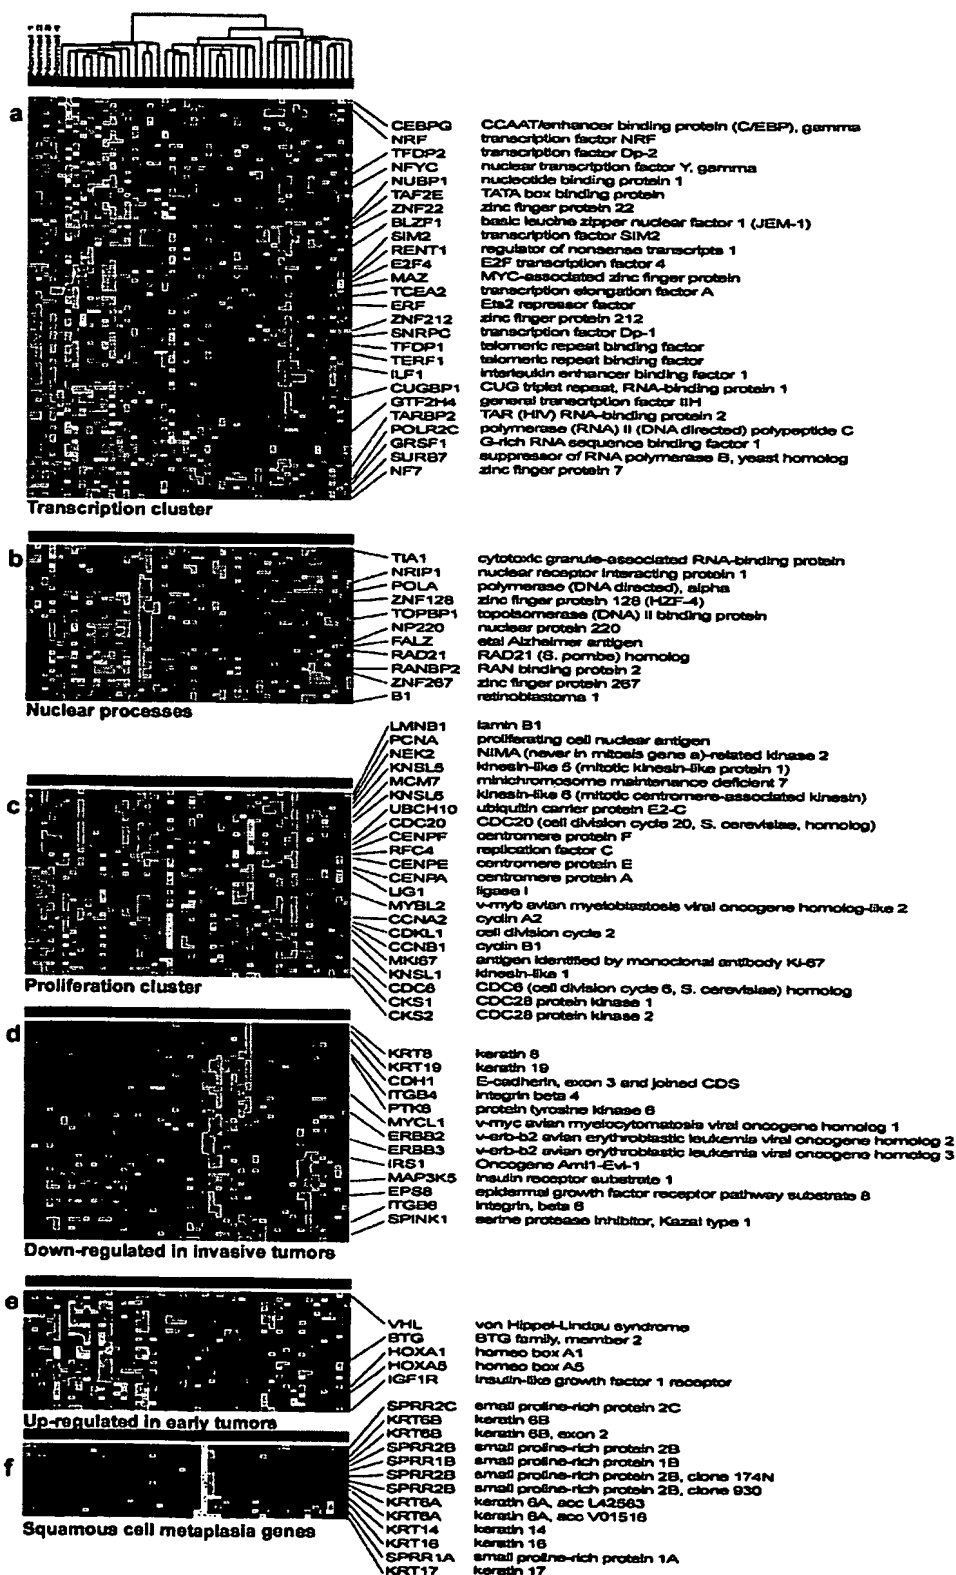 a
CEBPG CCAAT/enhancer binding protein (C/EBP), gamma
NRF transcription factor NRF
TFDP2 transcription factor Dp-2
NFYC nuclear transcription factor Y, gamma
NUBP1 nucleotide binding protein 1
TAF2E TATA box binding protein
ZNF22 zinc finger protein 22
BLZP1 basic leucine zipper nuclear factor 1 (JEM-1)
SIM2 transcription factor SIM2
RENT1 regulator of nonsense transcripts 1
E2F4 E2F transcription factor 4
MAZ MYC-associated zinc finger protein
TCEA2 transcription elongation factor A
ERF Ets2 repressor factor
ZNF212 zinc finger protein 212
SNRPC transcription factor Dp-1
TFDP1 telomeric repeat binding factor
TERF1 telomeric repeat binding factor
ILF1 interleukin enhancer binding factor 1
CUGBP1 CUG triplet repeat, RNA-binding protein 1
GTF2H4 general transcription factor IIH
TARBP2 TAR (HIV) RNA-binding protein 2
POLR2C polymerase (RNA) II (DNA directed) polypeptide C
GRSF1 G-rich RNA sequence binding factor 1
SURB7 suppressor of RNA polymerase B, yeast homolog
NF7 zinc finger protein 7
Transcription cluster
b
TIA1 cytotoxic granule-associated RNA-binding protein
NRIP1 nuclear receptor interacting protein 1
POLA polymerase (DNA directed), alpha
ZNF128 zinc finger protein 128 (HZF-4)
TOPBP1 topoisomerase (DNA) II binding protein
NP220 nuclear protein 220
FALZ etal Alzheimer antigen
RAD21 RAD21 (S. pombe) homolog
RANBP2 RAN binding protein 2
ZNF267 zinc finger protein 267
B1 retinoblastoma 1
Nuclear processes
c
LMNB1 lamin B1
PCNA proliferating cell nuclear antigen
NEK2 NIMA (never in mitosis gene a)-related kinase 2
KNSL5 kinesin-like 5 (mitotic kinesin-like protein 1)
MCM7 minichromosome maintenance deficient 7
KNSL6 kinesin-like 6 (mitotic centromere-associated kinesin)
UBCH10 ubiquitin carrier protein E2-C
CDC20 CDC20 (cell division cycle 20, S. cerevisiae, homolog)
CENPF centromere protein F
RFC4 replication factor C
CENPE centromere protein E
CENPA centromere protein A
LIG1 ligase I
MYBL2 v-myb avian myeloblastosis viral oncogene homolog-like 2
CCNA2 cyclin A2
CDKL1 cell division cycle 2
CCNB1 cyclin B1
MKI67 antigen identified by monoclonal antibody Ki-67
KNSL1 kinesin-like 1
CDC6 CDC6 (cell division cycle 6, S. cerevisiae) homolog
CKS1 CDC28 protein kinase 1
CKS2 CDC28 protein kinase 2
Proliferation cluster
d
KRT8 keratin 8
KRT19 keratin 19
CDH1 E-cadherin, exon 3 and joined CDS
ITGB4 integrin beta 4
PTK6 protein tyrosine kinase 6
MYCL1 v-myc avian myelocytomatosis viral oncogene homolog 1
ERBB2 v-erb-b2 avian erythroblastic leukemia viral oncogene homolog 2
ERBB3 v-erb-b2 avian erythroblastic leukemia viral oncogene homolog 3
IRS1 Oncogene Aml1-Evi-1
MAP3K5 insulin receptor substrate 1
EPS8 epidermal growth factor receptor pathway substrate 8
ITGB6 integrin, beta 6
SPINK1 serine protease inhibitor, Kazal type 1
Down-regulated in invasive tumors
e
VHL von Hippel-Lindau syndrome
BTG BTG family, member 2
HOXA1 homeo box A1
HOXA5 homeo box A5
IGF1R insulin-like growth factor 1 receptor
Up-regulated in early tumors
f
SPRR2C small proline-rich protein 2C
KRT6B keratin 6B
KRT6B keratin 6B, exon 2
SPRR2B small proline-rich protein 2B
SPRR1B small proline-rich protein 1B
SPRR2B small proline-rich protein 2B, clone 174N
SPRR2B small proline-rich protein 2B, clone 930
KRT6A keratin 6A, acc L42583
KRT6A keratin 6A, acc V01516
KRT14 keratin 14
KRT16 keratin 16
SPRR1A small proline-rich protein 1A
KRT17 keratin 17
Squamous cell metaplasia genes